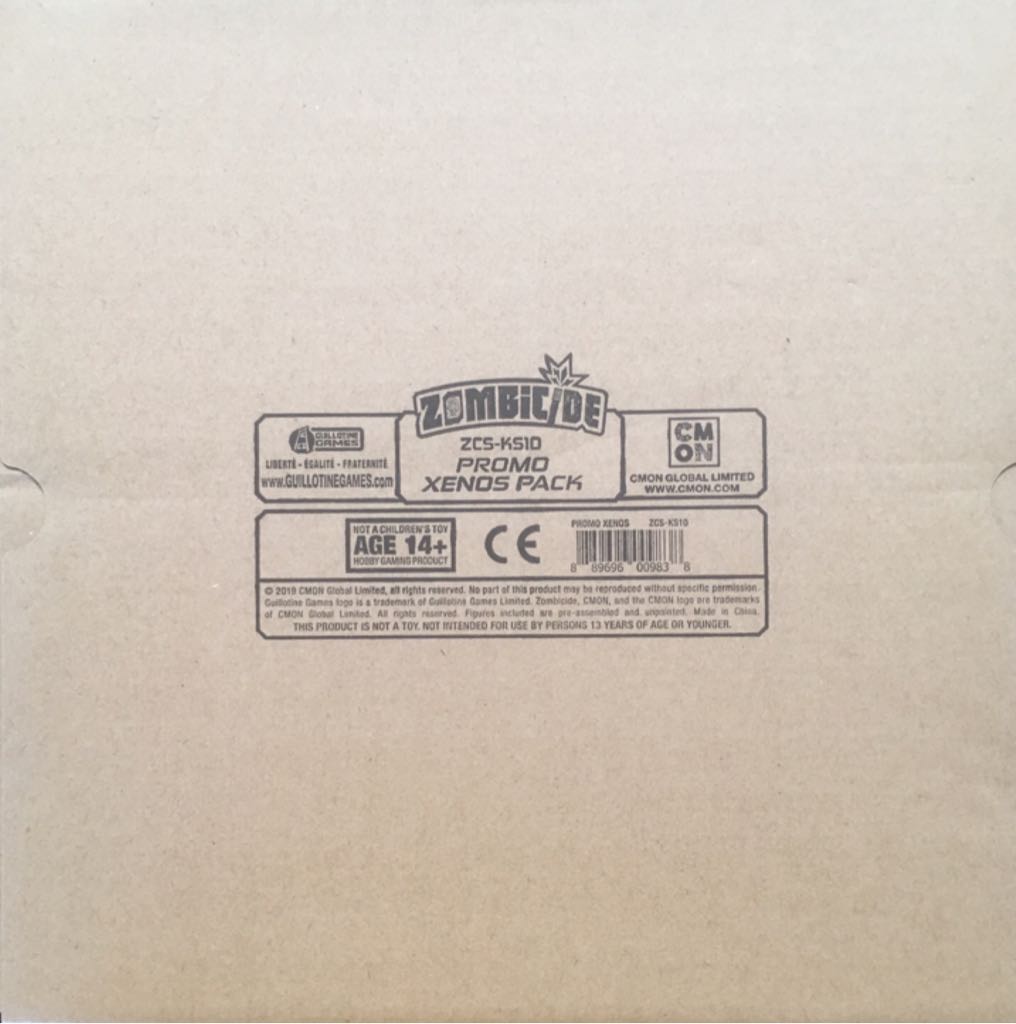 ZOMBICIDE
GUILLOTINE
GAMES
LIBERTÉ - ÉGALITÉ - FRATERNITÉ
www.GUILLOTINEGAMES.com
ZCS-KS10
PROMO
XENOS PACK
CM
ON
CMON GLOBAL LIMITED
WWW.CMON.COM
NOT A CHILDREN'S TOY
AGE 14+
HOBBY GAMING PRODUCT
CE
PROMO XENOS ZCS-KS10
8 89696 00983 8
© 2019 CMON Global Limited, all rights reserved. No part of this product may be reproduced without specific permission.
Guillotine Games logo is a trademark of Guillotine Games Limited. Zombicide, CMON, and the CMON logo are trademarks
of CMON Global Limited. All rights reserved. Figures included are pre-assembled and unpainted. Made in China.
THIS PRODUCT IS NOT A TOY. NOT INTENDED FOR USE BY PERSONS 13 YEARS OF AGE OR YOUNGER.